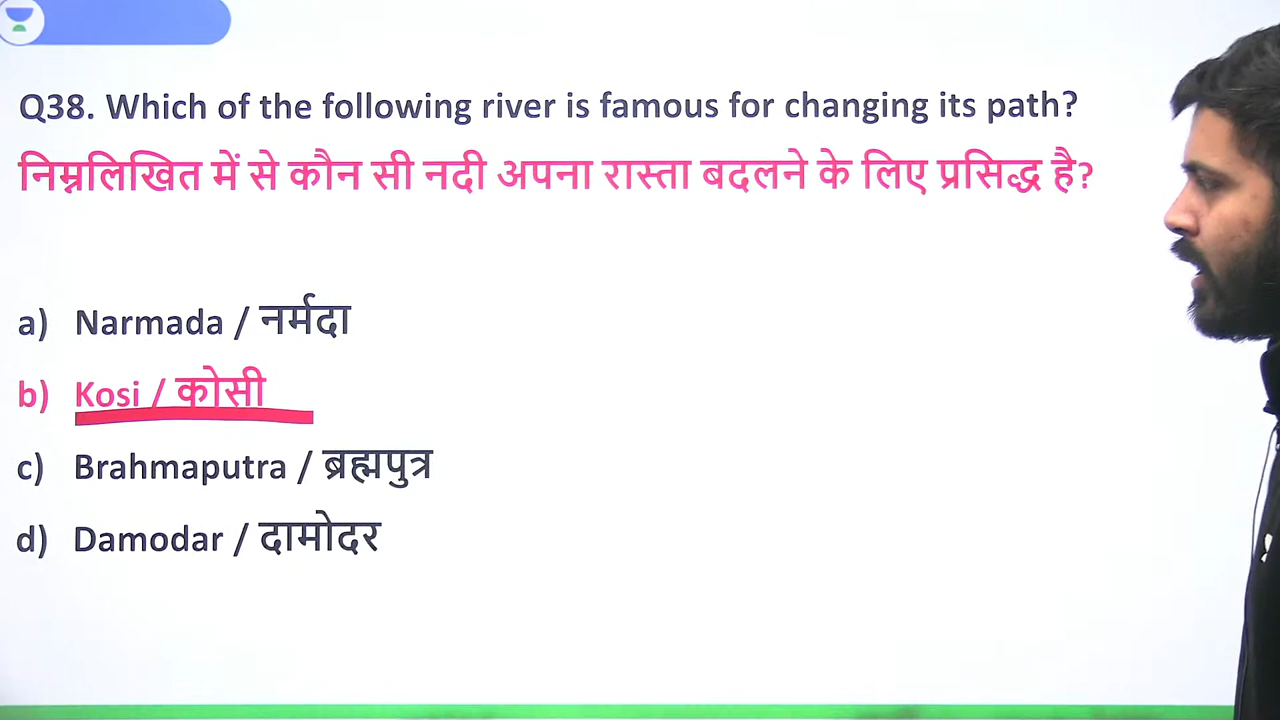 Q38. Which of the following river is famous for changing its path?
निम्नलिखित में से कौन सी नदी अपना रास्ता बदलने के लिए प्रसिद्ध है?
a) Narmada / नर्मदा
b) Kosi / कोसी
c) Brahmaputra / ब्रह्मपुत्र
d) Damodar / दामोदर